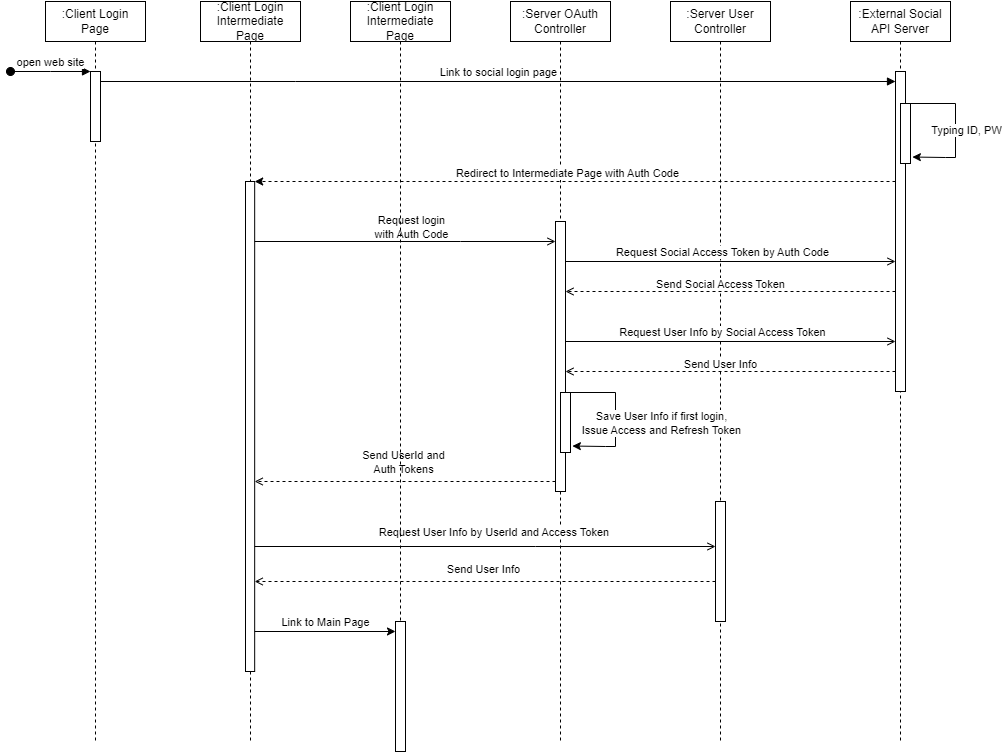 :Client Login
Page
:Client Login
Intermediate
Page
:Client Login
Intermediate
Page
:Server OAuth
Controller
:Server User
Controller
:External Social
API Server
open web site
Link to social login page
Typing ID, PW
Redirect to Intermediate Page with Auth Code
Request login
with Auth Code
Request Social Access Token by Auth Code
Send Social Access Token
Request User Info by Social Access Token
Send User Info
Save User Info if first login,
Issue Access and Refresh Token
Send UserId and
Auth Tokens
Request User Info by UserId and Access Token
Send User Info
Link to Main Page